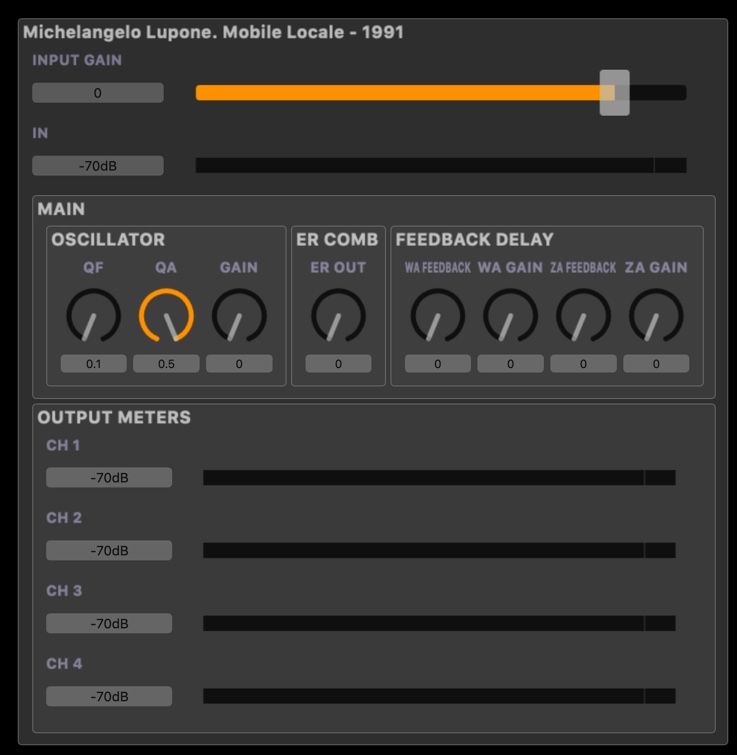 Michelangelo Lupone. Mobile Locale - 1991
INPUT GAIN
0
IN
-70dB
MAIN
OSCILLATOR
QF QA GAIN
0.1 0.5 0
ER COMB
ER OUT
0
FEEDBACK DELAY
WA FEEDBACK WA GAIN ZA FEEDBACK ZA GAIN
0 0 0 0
OUTPUT METERS
CH 1
-70dB
CH 2
-70dB
CH 3
-70dB
CH 4
-70dB